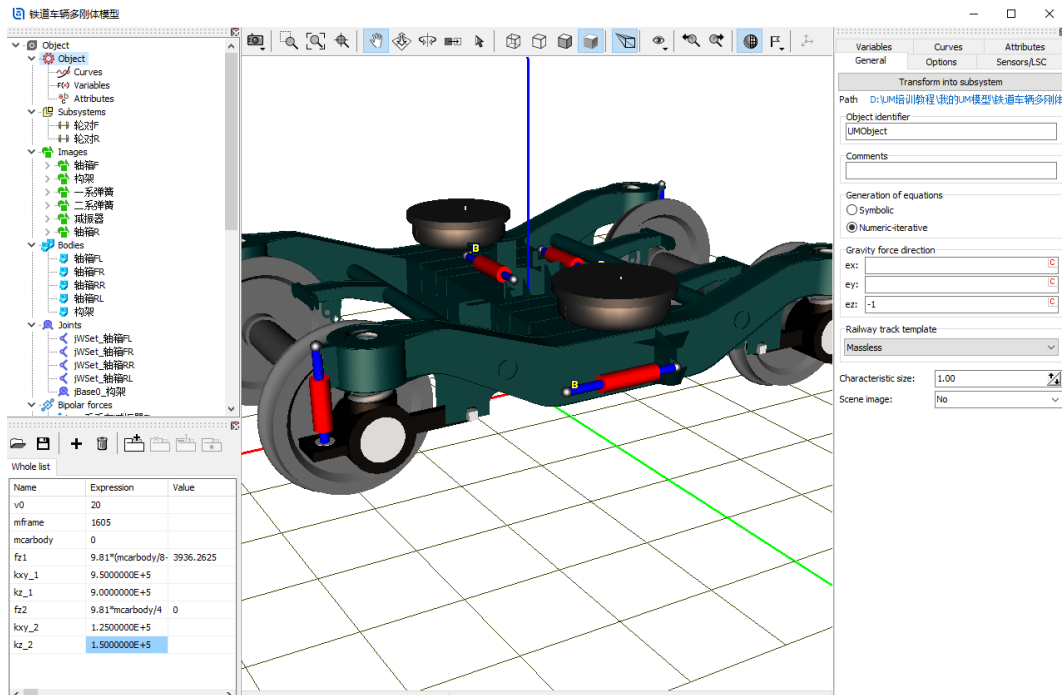 铁道车辆多刚体模型
Object
Object
Curves
Variables
Attributes
Subsystems
轮对F
轮对R
Images
轴箱F
构架
一系弹簧
二系弹簧
减振器
轴箱R
Bodies
轴箱FL
轴箱FR
轴箱RR
轴箱RL
构架
Joints
jWSet_轴箱FL
jWSet_轴箱FR
jWSet_轴箱RR
jWSet_轴箱RL
jBase0_构架
Bipolar forces
Whole list
Name Expression Value
v0 20
mframe 1605
mcarbody 0
fz1 9.81*(mcarbody/8- 3936.2625
kxy_1 9.5000000E+5
kz_1 9.0000000E+5
fz2 9.81*mcarbody/4 0
kxy_2 1.2500000E+5
kz_2 1.5000000E+5
B
B
Variables Curves Attributes
General Options Sensors/LSC
Transform into subsystem
Path D:\UM培训教程\我的UM模型\铁道车辆多刚体
Object identifier
UMObject
Comments
Generation of equations
Symbolic
Numeric-iterative
Gravity force direction
ex: C
ey: C
ez: -1 C
Railway track template
Massless
Characteristic size: 1.00
Scene image: No